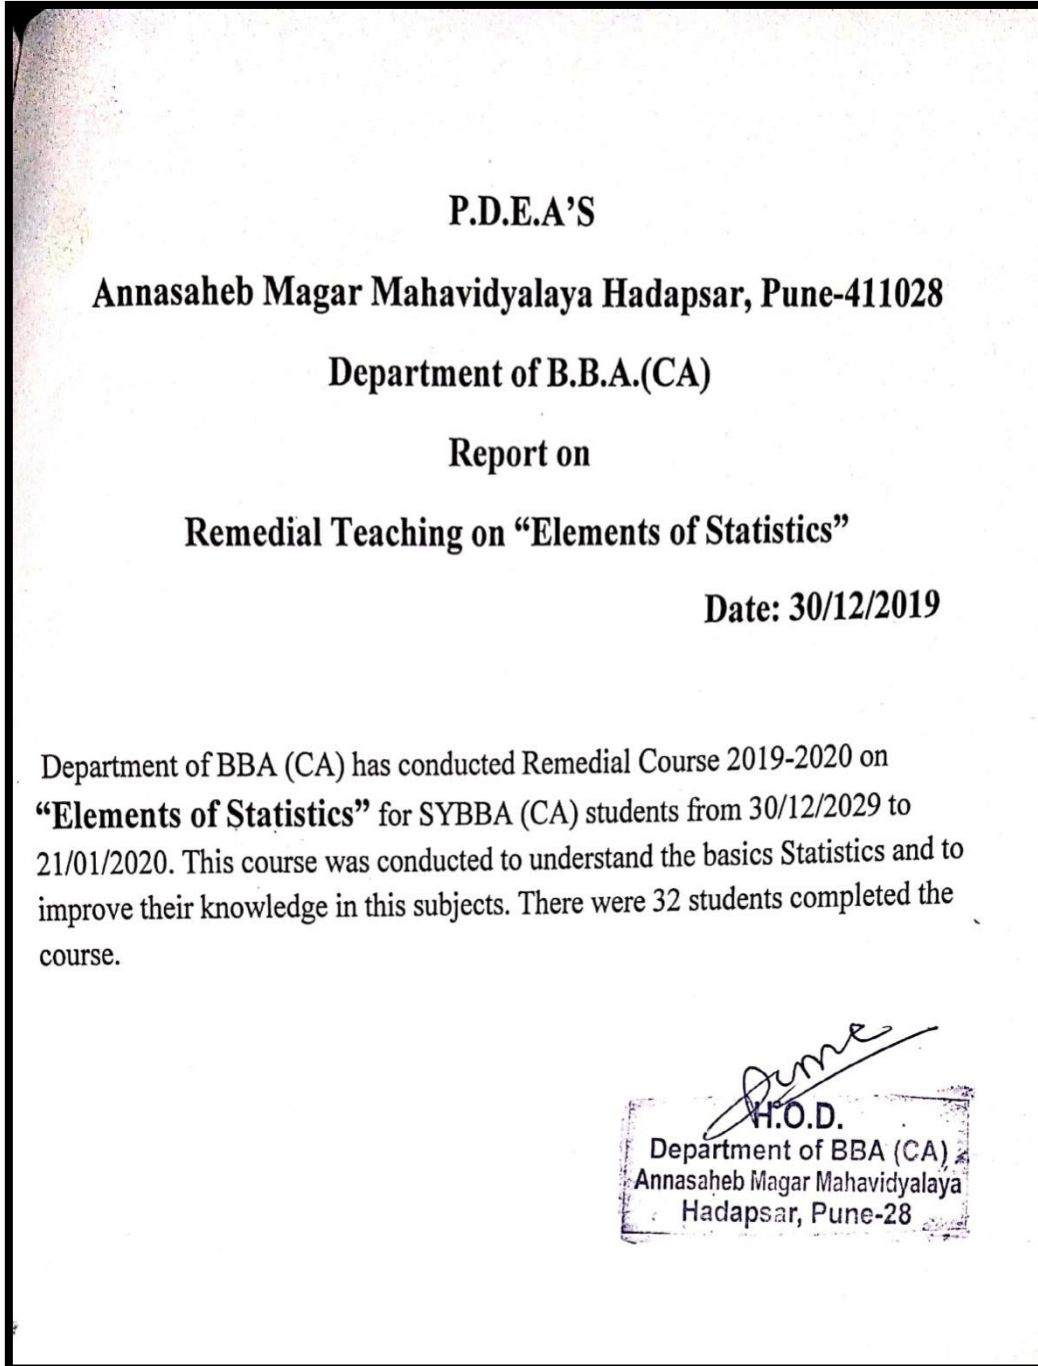 P.D.E.A’S
Annasaheb Magar Mahavidyalaya Hadapsar, Pune-411028
Department of B.B.A.(CA)
Report on
Remedial Teaching on “Elements of Statistics”
Date: 30/12/2019
Department of BBA (CA) has conducted Remedial Course 2019-2020 on
“Elements of Statistics” for SYBBA (CA) students from 30/12/2029 to
21/01/2020. This course was conducted to understand the basics Statistics and to
improve their knowledge in this subjects. There were 32 students completed the
course.
H.O.D.
Department of BBA (CA)
Annasaheb Magar Mahavidyalaya
Hadapsar, Pune-28